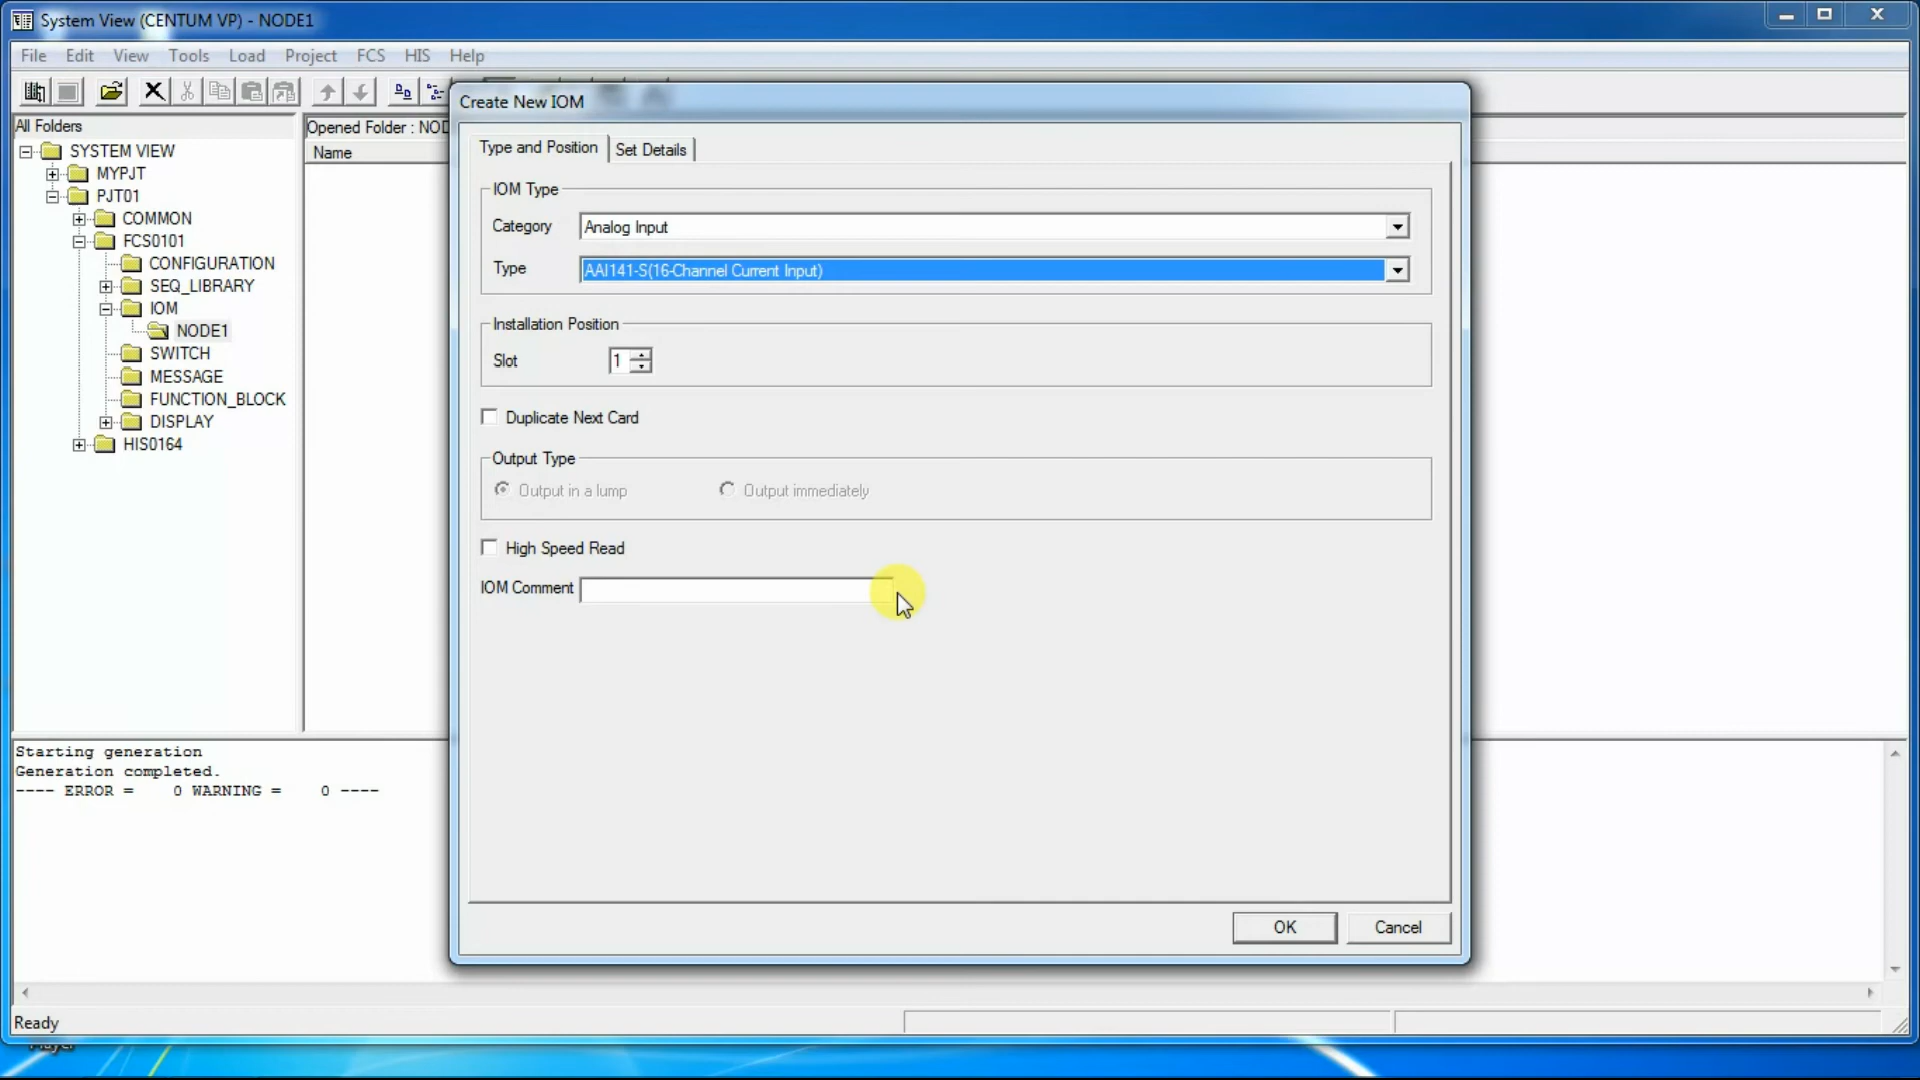 System View (CENTUM VP) - NODE1
File Edit View Tools Load Project FCS HIS Help
All Folders
SYSTEM VIEW
MYPJT
PJT01
COMMON
FCS0101
CONFIGURATION
SEQ_LIBRARY
IOM
NODE1
SWITCH
MESSAGE
FUNCTION_BLOCK
DISPLAY
HIS0164
Opened Folder : NOD
Name
Create New IOM
Type and Position Set Details
IOM Type
Category Analog Input
Type AAI141-S(16-Channel Current Input)
Installation Position
Slot 1
Duplicate Next Card
Output Type
Output in a lump Output immediately
High Speed Read
IOM Comment
OK Cancel
Starting generation
Generation completed.
---- ERROR = 0 WARNING = 0 ----
Ready
Player